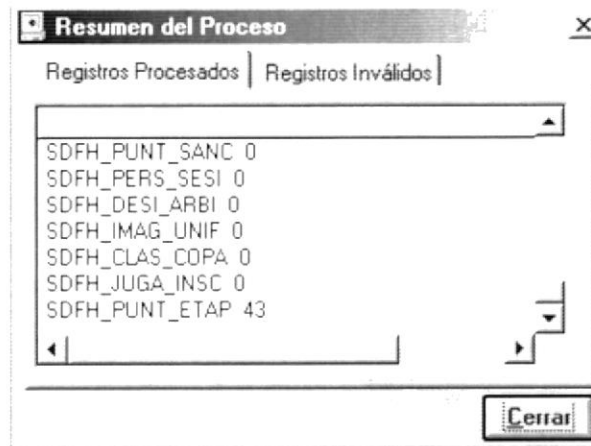 Resumen del Proceso
Registros Procesados Registros Inválidos
SDFH_PUNT_SANC 0
SDFH_PERS_SESI 0
SDFH_DESI_ARBI 0
SDFH_IMAG_UNIF 0
SDFH_CLAS_COPA 0
SDFH_JUGA_INSC 0
SDFH_PUNT_ETAP 43
Cerrar